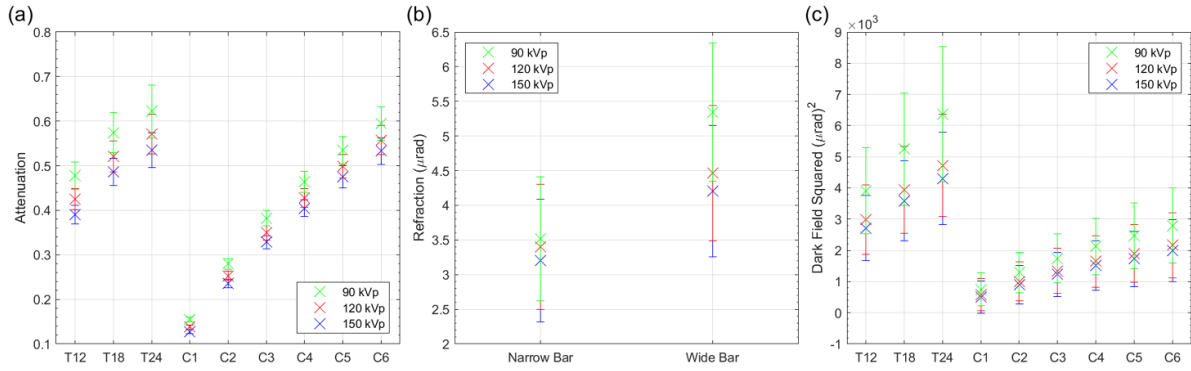 (a)
Attenuation
0.8
0.7
0.6
0.5
0.4
0.3
0.2
0.1
T12 T18 T24 C1 C2 C3 C4 C5 C6
90 kVp
120 kVp
150 kVp
(b)
Refraction (μrad)
6.5
6
5.5
5
4.5
4
3.5
3
2.5
2
Narrow Bar Wide Bar
90 kVp
120 kVp
150 kVp
(c)
×10³
Dark Field Squared (μrad)²
9
8
7
6
5
4
3
2
1
0
-1
T12 T18 T24 C1 C2 C3 C4 C5 C6
90 kVp
120 kVp
150 kVp